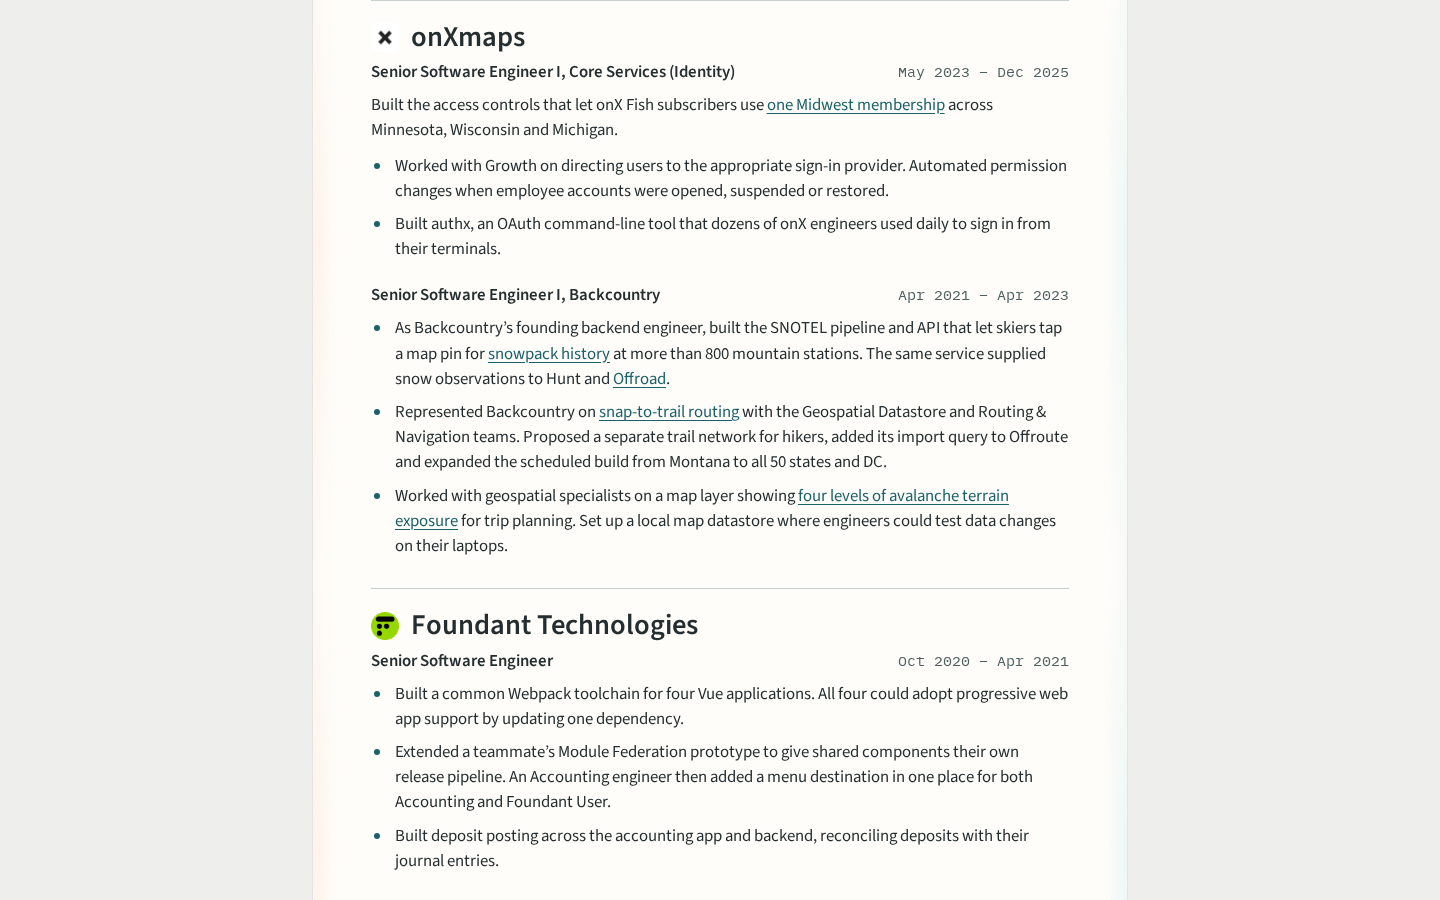 onXmaps
Senior Software Engineer I, Core Services (Identity) May 2023 – Dec 2025
Built the access controls that let onX Fish subscribers use one Midwest membership across
Minnesota, Wisconsin and Michigan.
• Worked with Growth on directing users to the appropriate sign-in provider. Automated permission
changes when employee accounts were opened, suspended or restored.
• Built authx, an OAuth command-line tool that dozens of onX engineers used daily to sign in from
their terminals.
Senior Software Engineer I, Backcountry Apr 2021 – Apr 2023
• As Backcountry’s founding backend engineer, built the SNOTEL pipeline and API that let skiers tap
a map pin for snowpack history at more than 800 mountain stations. The same service supplied
snow observations to Hunt and Offroad.
• Represented Backcountry on snap-to-trail routing with the Geospatial Datastore and Routing &
Navigation teams. Proposed a separate trail network for hikers, added its import query to Offroute
and expanded the scheduled build from Montana to all 50 states and DC.
• Worked with geospatial specialists on a map layer showing four levels of avalanche terrain
exposure for trip planning. Set up a local map datastore where engineers could test data changes
on their laptops.
Foundant Technologies
Senior Software Engineer Oct 2020 – Apr 2021
• Built a common Webpack toolchain for four Vue applications. All four could adopt progressive web
app support by updating one dependency.
• Extended a teammate’s Module Federation prototype to give shared components their own
release pipeline. An Accounting engineer then added a menu destination in one place for both
Accounting and Foundant User.
• Built deposit posting across the accounting app and backend, reconciling deposits with their
journal entries.